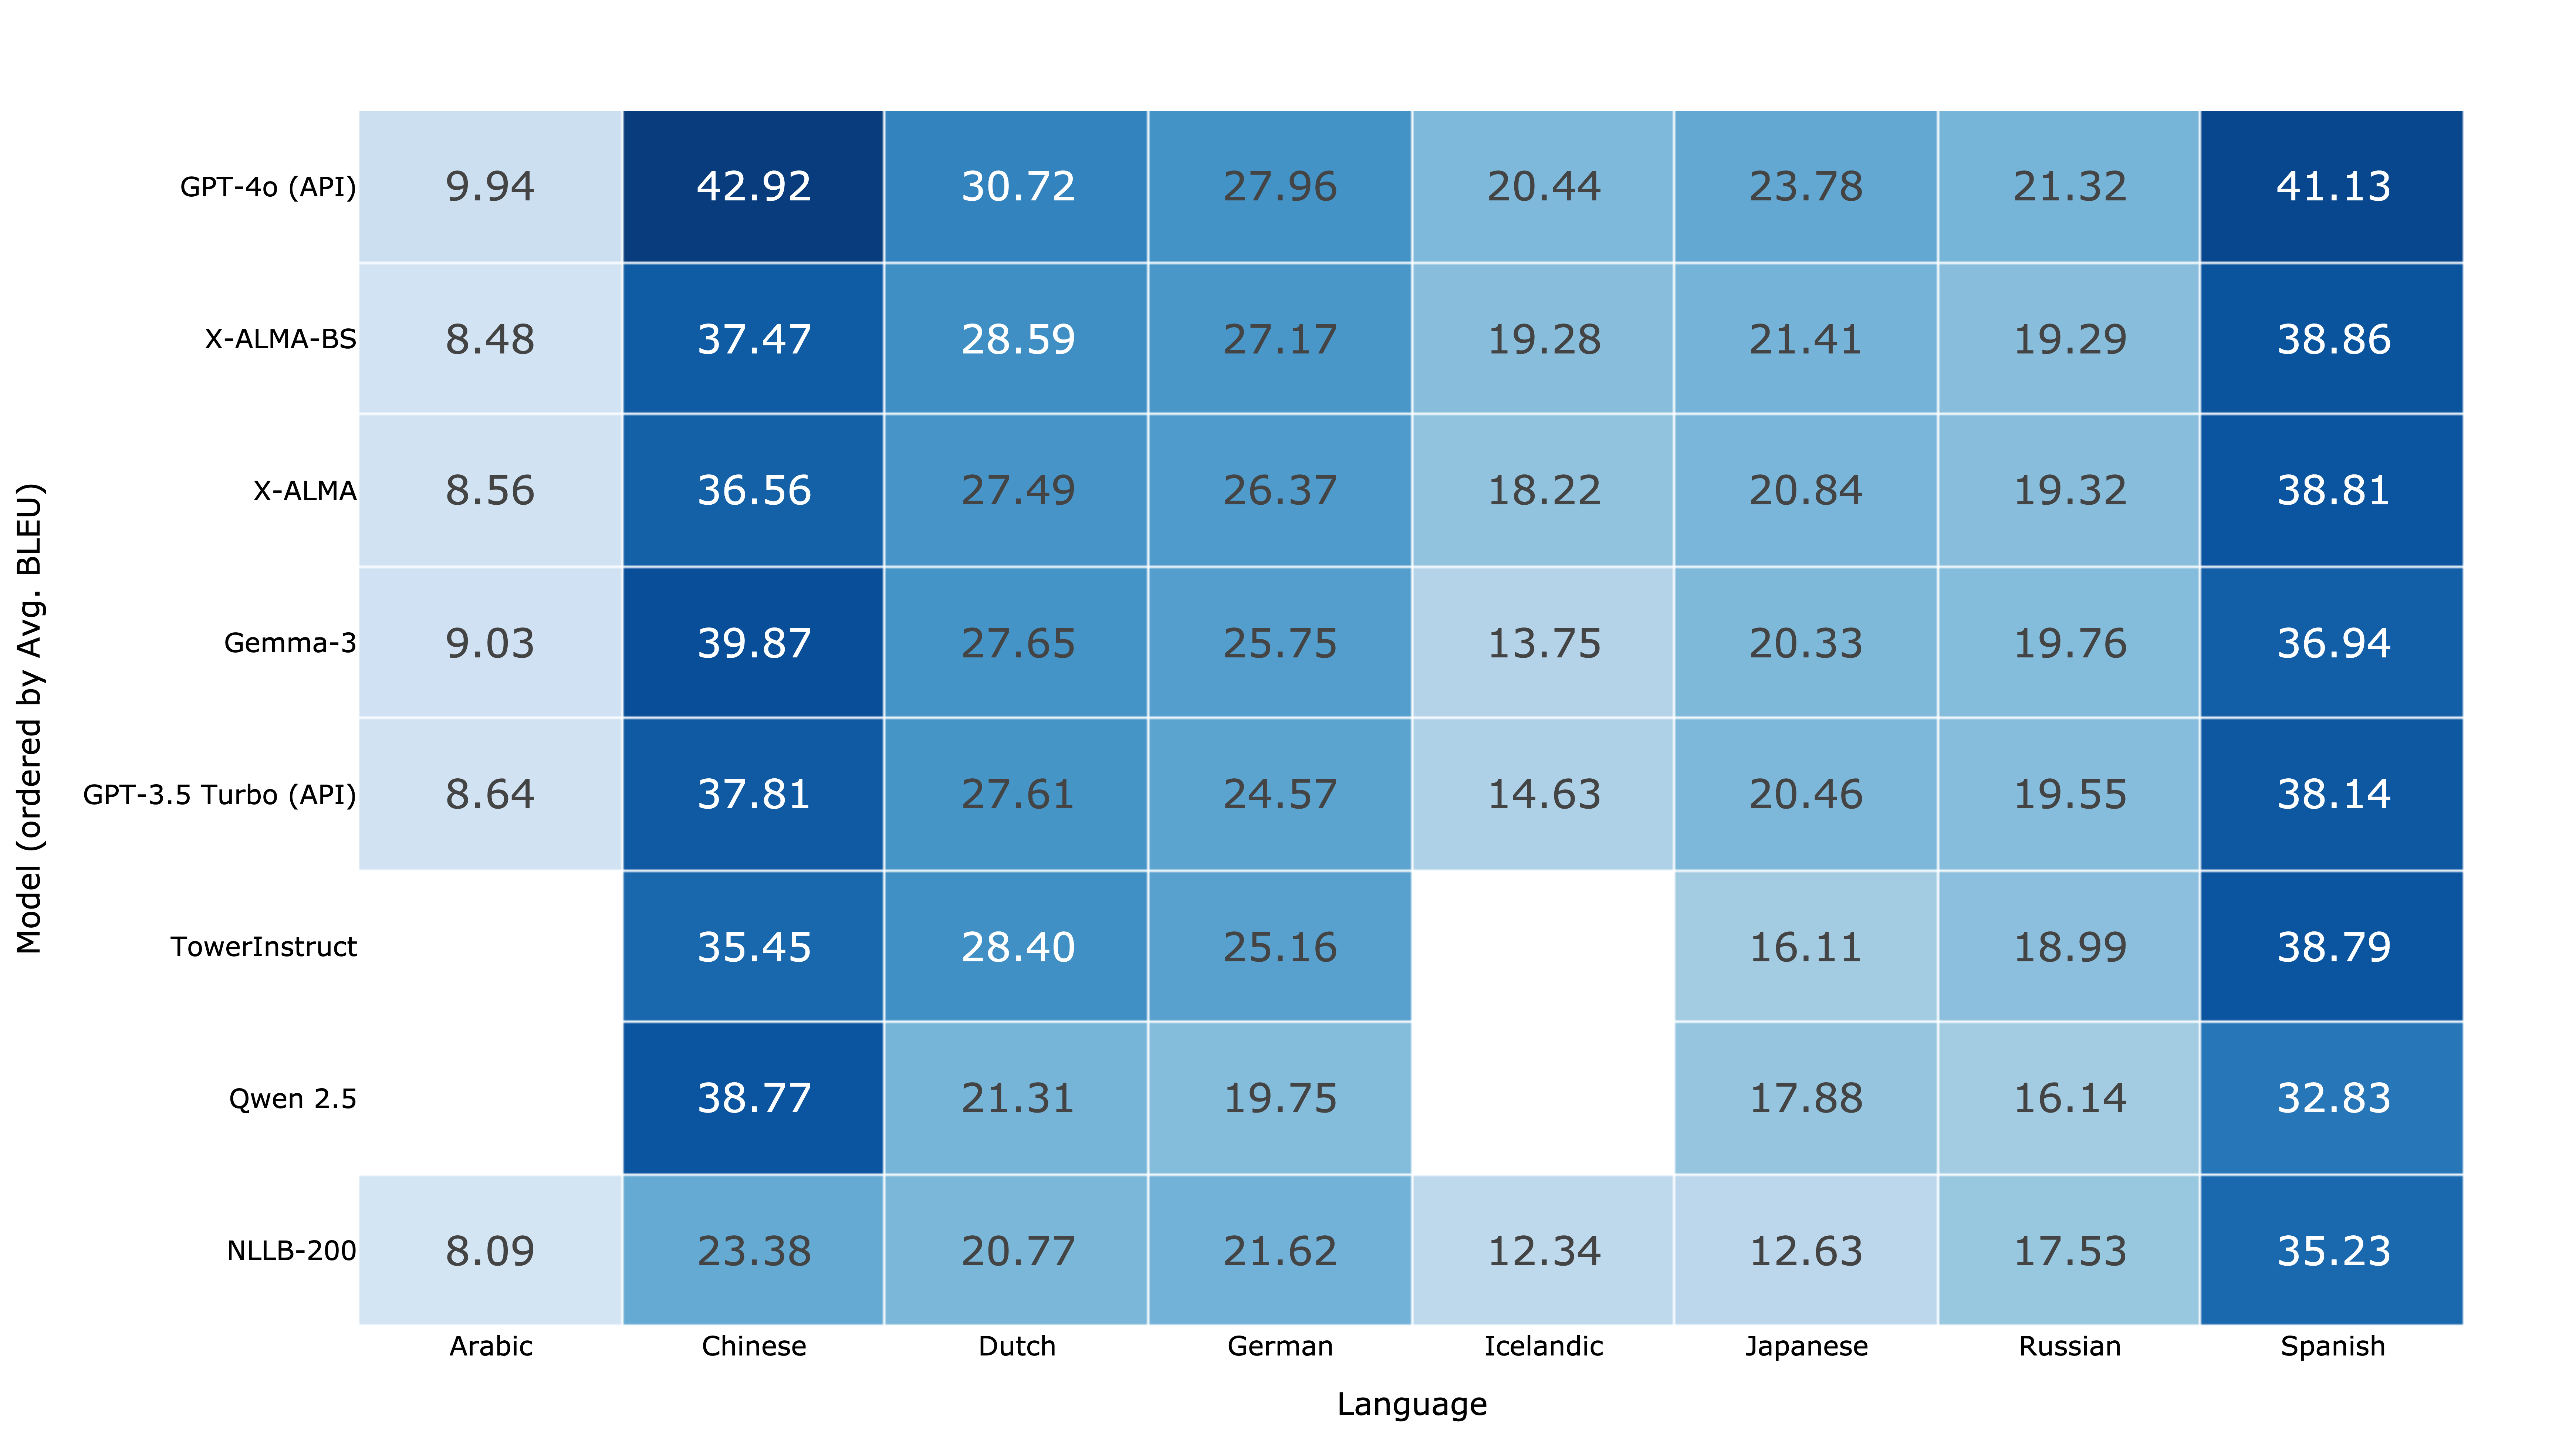 GPT-4o (API) 9.94 42.92 30.72 27.96 20.44 23.78 21.32 41.13
X-ALMA-BS 8.48 37.47 28.59 27.17 19.28 21.41 19.29 38.86
X-ALMA 8.56 36.56 27.49 26.37 18.22 20.84 19.32 38.81
Gemma-3 9.03 39.87 27.65 25.75 13.75 20.33 19.76 36.94
GPT-3.5 Turbo (API) 8.64 37.81 27.61 24.57 14.63 20.46 19.55 38.14
TowerInstruct 35.45 28.40 25.16 16.11 18.99 38.79
Qwen 2.5 38.77 21.31 19.75 17.88 16.14 32.83
NLLB-200 8.09 23.38 20.77 21.62 12.34 12.63 17.53 35.23
Arabic Chinese Dutch German Icelandic Japanese Russian Spanish
Language
Model (ordered by Avg. BLEU)